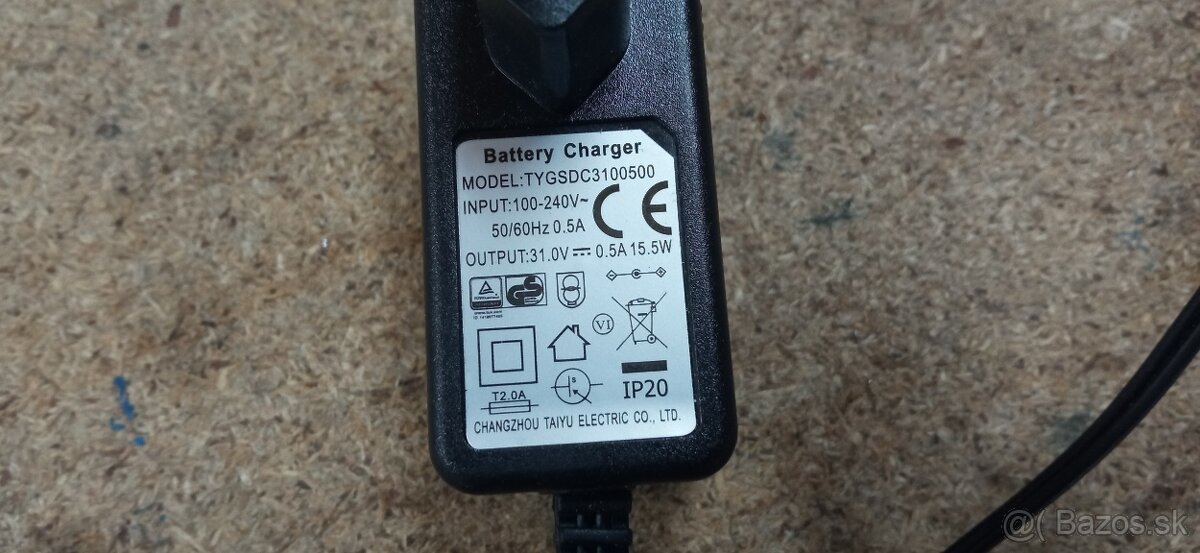 Battery Charger
MODEL:TYGSDC3100500
INPUT:100-240V~
50/60Hz 0.5A
CE
OUTPUT:31.0V⎓0.5A 15.5W
GS
VI
S
T2.0A
IP20
CHANGZHOU TAIYU ELECTRIC CO., LTD.
@( Bazos.sk